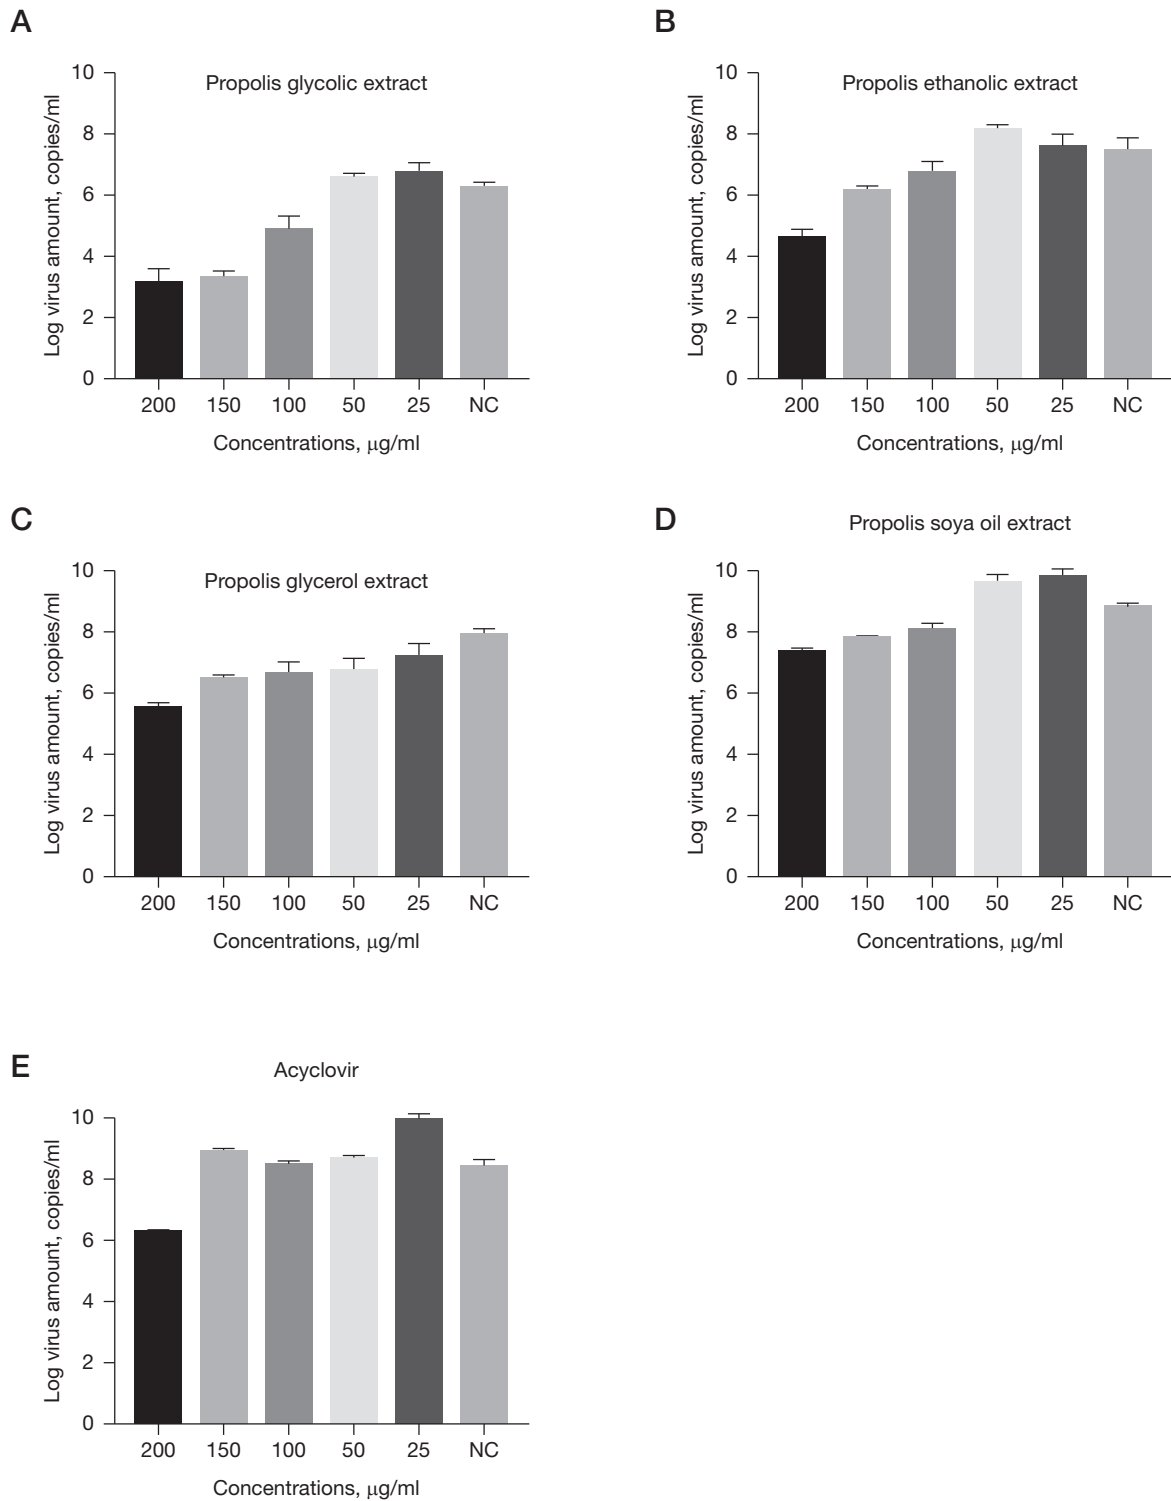 A
Propolis glycolic extract
Log virus amount, copies/ml
10
8
6
4
2
0
200 150 100 50 25 NC
Concentrations, μg/ml
B
Propolis ethanolic extract
Log virus amount, copies/ml
10
8
6
4
2
0
200 150 100 50 25 NC
Concentrations, μg/ml
C
Propolis glycerol extract
Log virus amount, copies/ml
10
8
6
4
2
0
200 150 100 50 25 NC
Concentrations, μg/ml
D
Propolis soya oil extract
Log virus amount, copies/ml
10
8
6
4
2
0
200 150 100 50 25 NC
Concentrations, μg/ml
E
Acyclovir
Log virus amount, copies/ml
10
8
6
4
2
0
200 150 100 50 25 NC
Concentrations, μg/ml